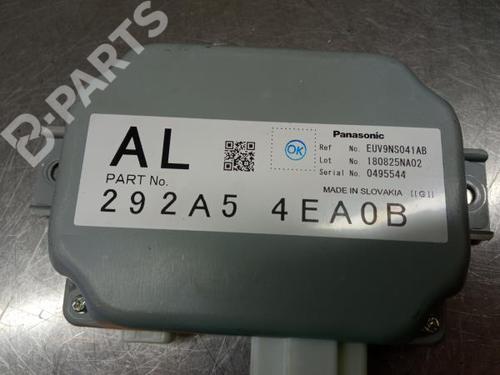 B-PARTS
AL
PART No.
292A5 4EA0B
OK
Panasonic
Ref No. EUV9NS041AB
Lot No. 180825NA02
Serial No. 0495544
MADE IN SLOVAKIA [(G)]